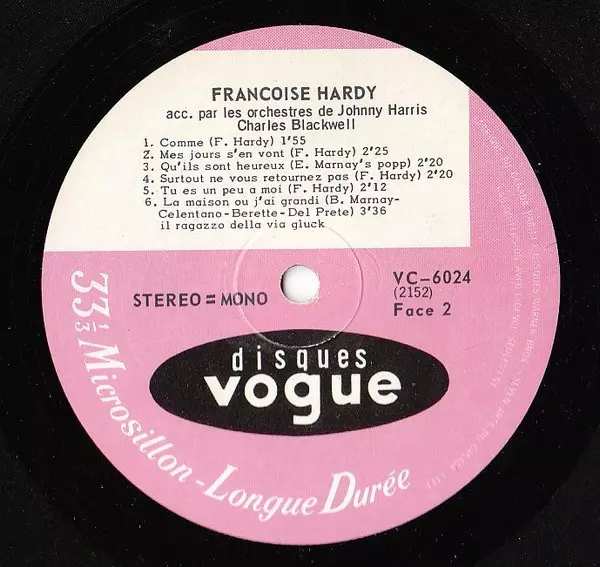 FRANCOISE HARDY
acc. par les orchestres de Johnny Harris
Charles Blackwell
1. Comme (F. Hardy) 1'55
2. Mes jours s'en vont (F. Hardy) 2'25
3. Qu'ils sont heureux (E. Marnay's popp) 2'20
4. Surtout ne vous retournez pas (F. Hardy) 2'20
5. Tu es un peu a moi (F. Hardy) 2'12
6. La maison ou j'ai grandi (B. Marnay-
Celentano-Berette-Del Prete) 3'36
il ragazzo della via gluck
STEREO = MONO
VC-6024
(2152)
Face 2
disques
vogue
33 1/3 Microsillon - Longue Durée